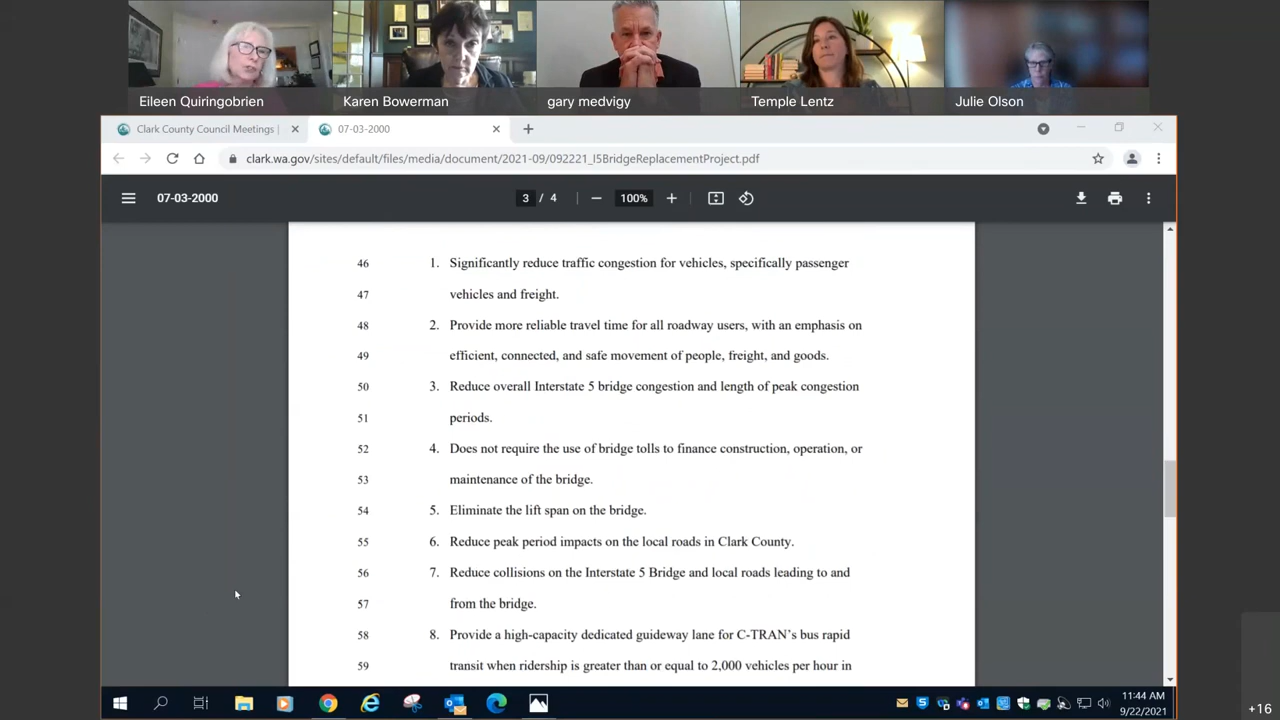 Eileen Quiringobrien
Karen Bowerman
gary medvigy
Temple Lentz
Julie Olson
Clark County Council Meetings |
07-03-2000
clark.wa.gov/sites/default/files/media/document/2021-09/092221_I5BridgeReplacementProject.pdf
07-03-2000
3 / 4
100%
46 1. Significantly reduce traffic congestion for vehicles, specifically passenger
47 vehicles and freight.
48 2. Provide more reliable travel time for all roadway users, with an emphasis on
49 efficient, connected, and safe movement of people, freight, and goods.
50 3. Reduce overall Interstate 5 bridge congestion and length of peak congestion
51 periods.
52 4. Does not require the use of bridge tolls to finance construction, operation, or
53 maintenance of the bridge.
54 5. Eliminate the lift span on the bridge.
55 6. Reduce peak period impacts on the local roads in Clark County.
56 7. Reduce collisions on the Interstate 5 Bridge and local roads leading to and
57 from the bridge.
58 8. Provide a high-capacity dedicated guideway lane for C-TRAN’s bus rapid
59 transit when ridership is greater than or equal to 2,000 vehicles per hour in
11:44 AM
9/22/2021
+16